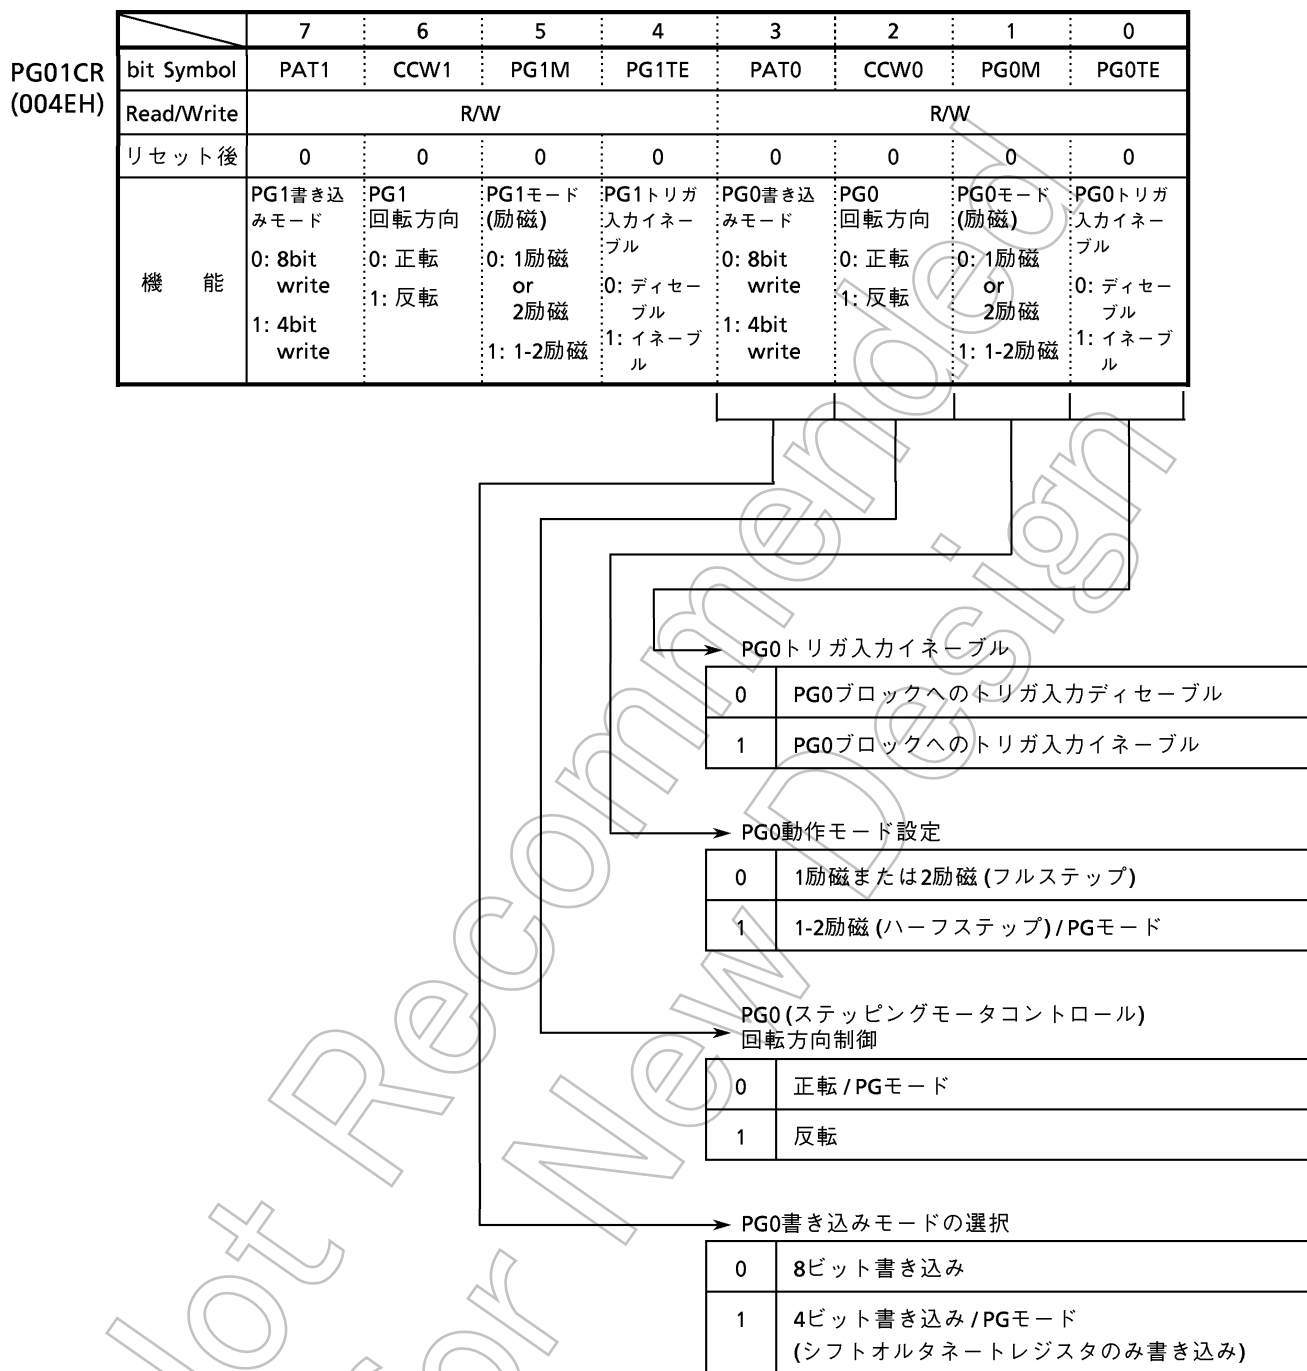 7 6 5 4 3 2 1 0
PG01CR
(004EH)
bit Symbol PAT1 CCW1 PG1M PG1TE PAT0 CCW0 PG0M PG0TE
Read/Write R/W R/W
リセット後 0 0 0 0 0 0 0 0
機 能
PG1書き込
みモード
0: 8bit
write
1: 4bit
write
PG1
回転方向
0: 正転
1: 反転
PG1モード
(励磁)
0: 1励磁
or
2励磁
1: 1-2励磁
PG1トリガ
入力イネー
ブル
0: ディセー
ブル
1: イネーブ
ル
PG0書き込
みモード
0: 8bit
write
1: 4bit
write
PG0
回転方向
0: 正転
1: 反転
PG0モード
(励磁)
0: 1励磁
or
2励磁
1: 1-2励磁
PG0トリガ
入力イネー
ブル
0: ディセー
ブル
1: イネーブ
ル
PG0トリガ入力イネーブル
0 PG0ブロックへのトリガ入力ディセーブル
1 PG0ブロックへのトリガ入力イネーブル
PG0動作モード設定
0 1励磁または2励磁 (フルステップ)
1 1-2励磁 (ハーフステップ) / PGモード
PG0 (ステッピングモータコントロール)
回転方向制御
0 正転 / PGモード
1 反転
PG0書き込みモードの選択
0 8ビット書き込み
1 4ビット書き込み / PGモード
(シフトオルタネートレジスタのみ書き込み)
Not Recommended
for New Design